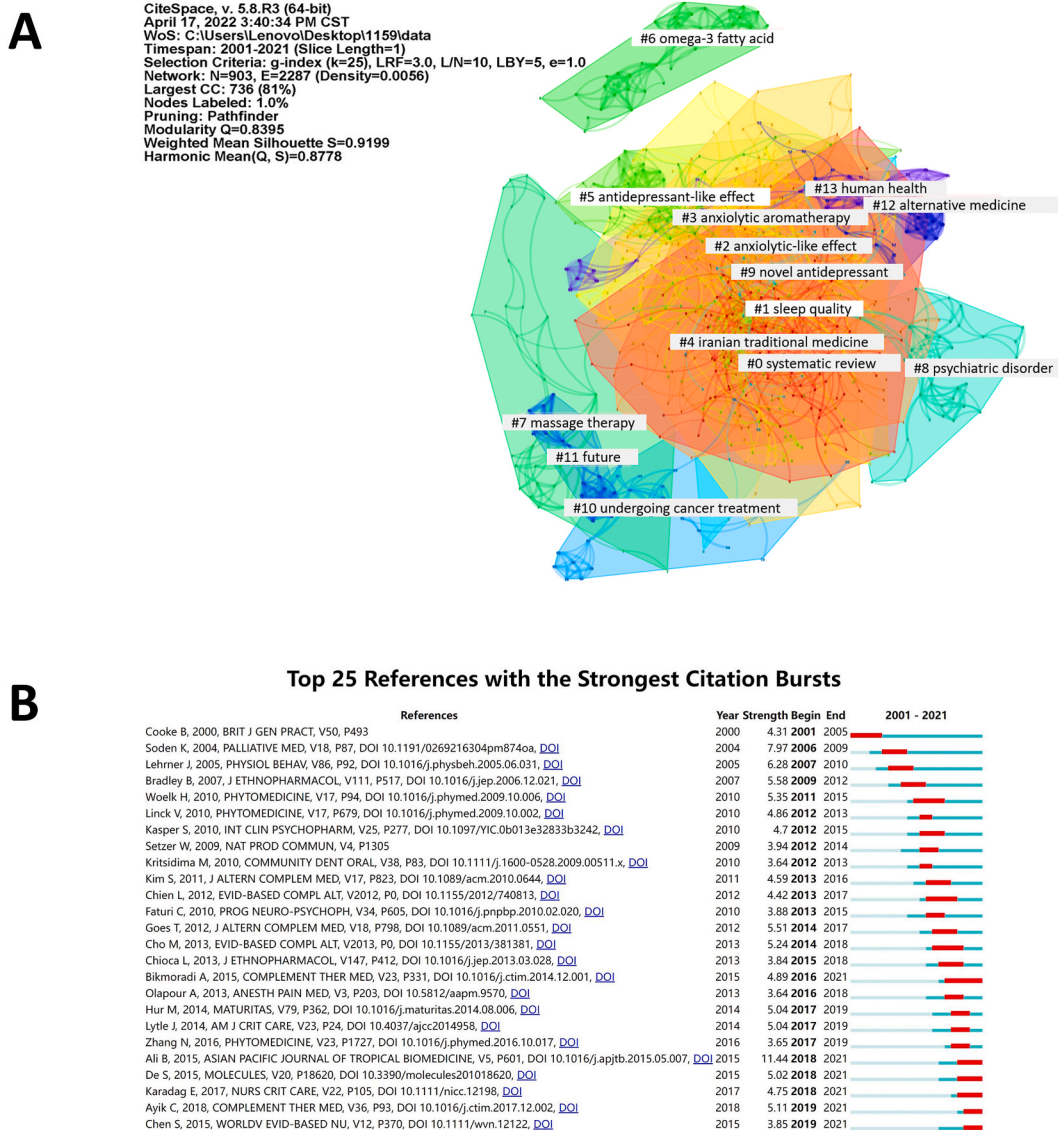 A
CiteSpace, v. 5.8.R3 (64-bit)
April 17, 2022 3:40:34 PM CST
WoS: C:\Users\Lenovo\Desktop\1159\data
Timespan: 2001-2021 (Slice Length=1)
Selection Criteria: g-index (k=25), LRF=3.0, L/N=10, LBY=5, e=1.0
Network: N=903, E=2287 (Density=0.0056)
Largest CC: 736 (81%)
Nodes Labeled: 1.0%
Pruning: Pathfinder
Modularity Q=0.8395
Weighted Mean Silhouette S=0.9199
Harmonic Mean(Q, S)=0.8778
#6 omega-3 fatty acid
#13 human health
#5 antidepressant-like effect
#12 alternative medicine
#3 anxiolytic aromatherapy
#2 anxiolytic-like effect
#9 novel antidepressant
#1 sleep quality
#4 iranian traditional medicine
#0 systematic review
#8 psychiatric disorder
#7 massage therapy
#11 future
#10 undergoing cancer treatment
B
Top 25 References with the Strongest Citation Bursts
References Year Strength Begin End 2001 - 2021
Cooke B, 2000, BRIT J GEN PRACT, V50, P493 2000 4.31 2001 2005
Soden K, 2004, PALLIATIVE MED, V18, P87, DOI 10.1191/0269216304pm874oa, DOI 2004 7.97 2006 2009
Lehrner J, 2005, PHYSIOL BEHAV, V86, P92, DOI 10.1016/j.physbeh.2005.06.031, DOI 2005 6.28 2007 2010
Bradley B, 2007, J ETHNOPHARMACOL, V111, P517, DOI 10.1016/j.jep.2006.12.021, DOI 2007 5.58 2009 2012
Woelk H, 2010, PHYTOMEDICINE, V17, P94, DOI 10.1016/j.phymed.2009.10.006, DOI 2010 5.35 2011 2015
Linck V, 2010, PHYTOMEDICINE, V17, P679, DOI 10.1016/j.phymed.2009.10.002, DOI 2010 4.86 2012 2013
Kasper S, 2010, INT CLIN PSYCHOPHARM, V25, P277, DOI 10.1097/YIC.0b013e32833b3242, DOI 2010 4.7 2012 2015
Setzer W, 2009, NAT PROD COMMUN, V4, P1305 2009 3.94 2012 2014
Kritsidima M, 2010, COMMUNITY DENT ORAL, V38, P83, DOI 10.1111/j.1600-0528.2009.00511.x, DOI 2010 3.64 2012 2013
Kim S, 2011, J ALTERN COMPLEM MED, V17, P823, DOI 10.1089/acm.2010.0644, DOI 2011 4.59 2013 2016
Chien L, 2012, EVID-BASED COMPL ALT, V2012, P0, DOI 10.1155/2012/740813, DOI 2012 4.42 2013 2017
Faturi C, 2010, PROG NEURO-PSYCHOPH, V34, P605, DOI 10.1016/j.pnpbp.2010.02.020, DOI 2010 3.88 2013 2015
Goes T, 2012, J ALTERN COMPLEM MED, V18, P798, DOI 10.1089/acm.2011.0551, DOI 2012 5.51 2014 2017
Cho M, 2013, EVID-BASED COMPL ALT, V2013, P0, DOI 10.1155/2013/381381, DOI 2013 5.24 2014 2018
Chioca L, 2013, J ETHNOPHARMACOL, V147, P412, DOI 10.1016/j.jep.2013.03.028, DOI 2013 3.84 2015 2018
Bikmoradi A, 2015, COMPLEMENT THER MED, V23, P331, DOI 10.1016/j.ctim.2014.12.001, DOI 2015 4.89 2016 2021
Olapour A, 2013, ANESTH PAIN MED, V3, P203, DOI 10.5812/aapm.9570, DOI 2013 3.64 2016 2018
Hur M, 2014, MATURITAS, V79, P362, DOI 10.1016/j.maturitas.2014.08.006, DOI 2014 5.04 2017 2019
Lytle J, 2014, AM J CRIT CARE, V23, P24, DOI 10.4037/ajcc2014958, DOI 2014 5.04 2017 2019
Zhang N, 2016, PHYTOMEDICINE, V23, P1727, DOI 10.1016/j.phymed.2016.10.017, DOI 2016 3.65 2017 2019
Ali B, 2015, ASIAN PACIFIC JOURNAL OF TROPICAL BIOMEDICINE, V5, P601, DOI 10.1016/j.apjtb.2015.05.007, DOI 2015 11.44 2018 2021
De S, 2015, MOLECULES, V20, P18620, DOI 10.3390/molecules201018620, DOI 2015 5.02 2018 2021
Karadag E, 2017, NURS CRIT CARE, V22, P105, DOI 10.1111/nicc.12198, DOI 2017 4.75 2018 2021
Ayik C, 2018, COMPLEMENT THER MED, V36, P93, DOI 10.1016/j.ctim.2017.12.002, DOI 2018 5.11 2019 2021
Chen S, 2015, WORLDV EVID-BASED NU, V12, P370, DOI 10.1111/wvn.12122, DOI 2015 3.85 2019 2021